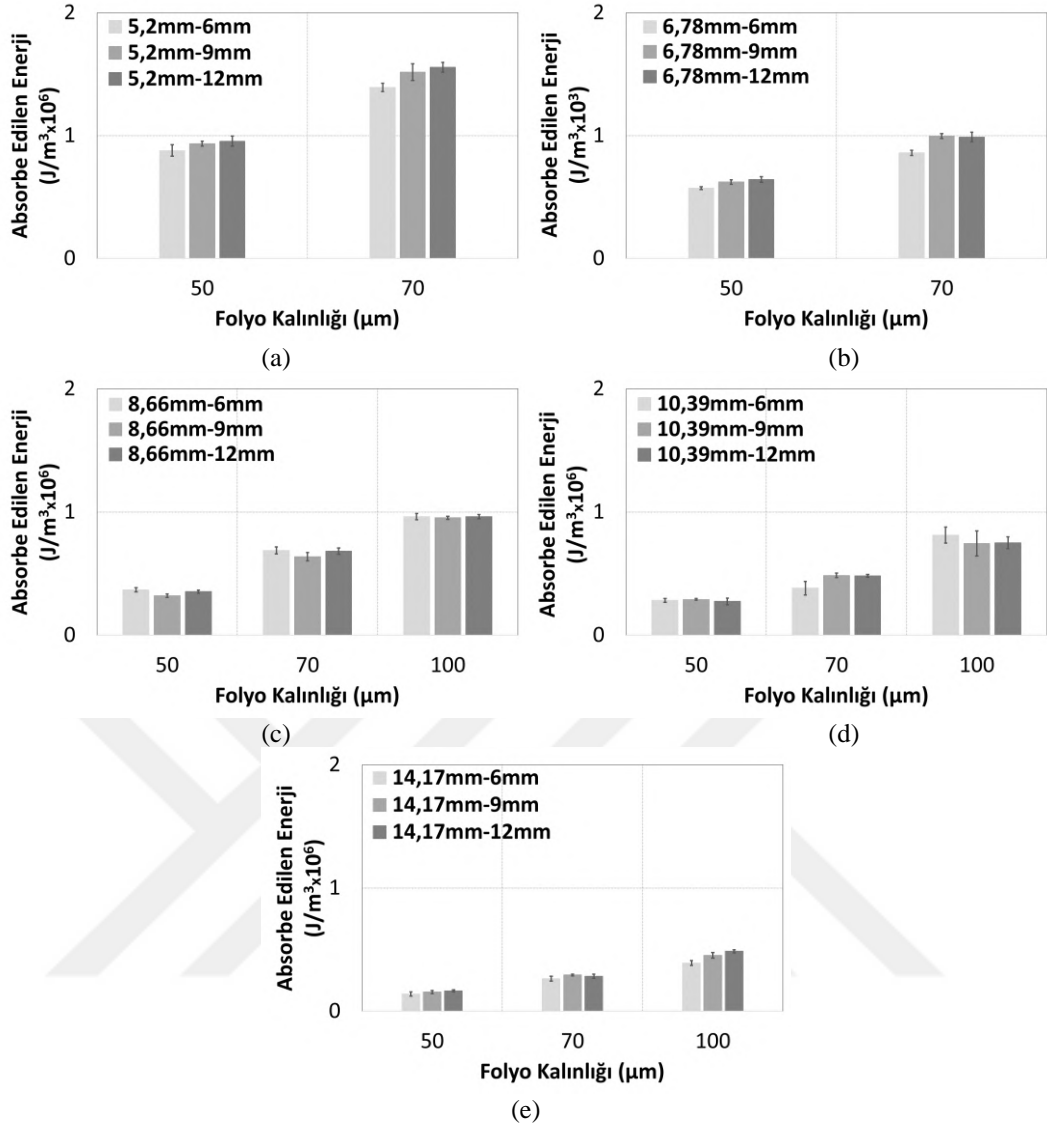 Absorbe Edilen Enerji
(J/m³x10⁶)
2
1
0
5,2mm-6mm
5,2mm-9mm
5,2mm-12mm
50
70
Folyo Kalınlığı (µm)
(a)
Absorbe Edilen Enerji
(J/m³x10³)
2
1
0
6,78mm-6mm
6,78mm-9mm
6,78mm-12mm
50
70
Folyo Kalınlığı (µm)
(b)
Absorbe Edilen Enerji
(J/m³x10⁶)
2
1
0
8,66mm-6mm
8,66mm-9mm
8,66mm-12mm
50
70
100
Folyo Kalınlığı (µm)
(c)
Absorbe Edilen Enerji
(J/m³x10⁶)
2
1
0
10,39mm-6mm
10,39mm-9mm
10,39mm-12mm
50
70
100
Folyo Kalınlığı (µm)
(d)
Absorbe Edilen Enerji
(J/m³x10⁶)
2
1
0
14,17mm-6mm
14,17mm-9mm
14,17mm-12mm
50
70
100
Folyo Kalınlığı (µm)
(e)